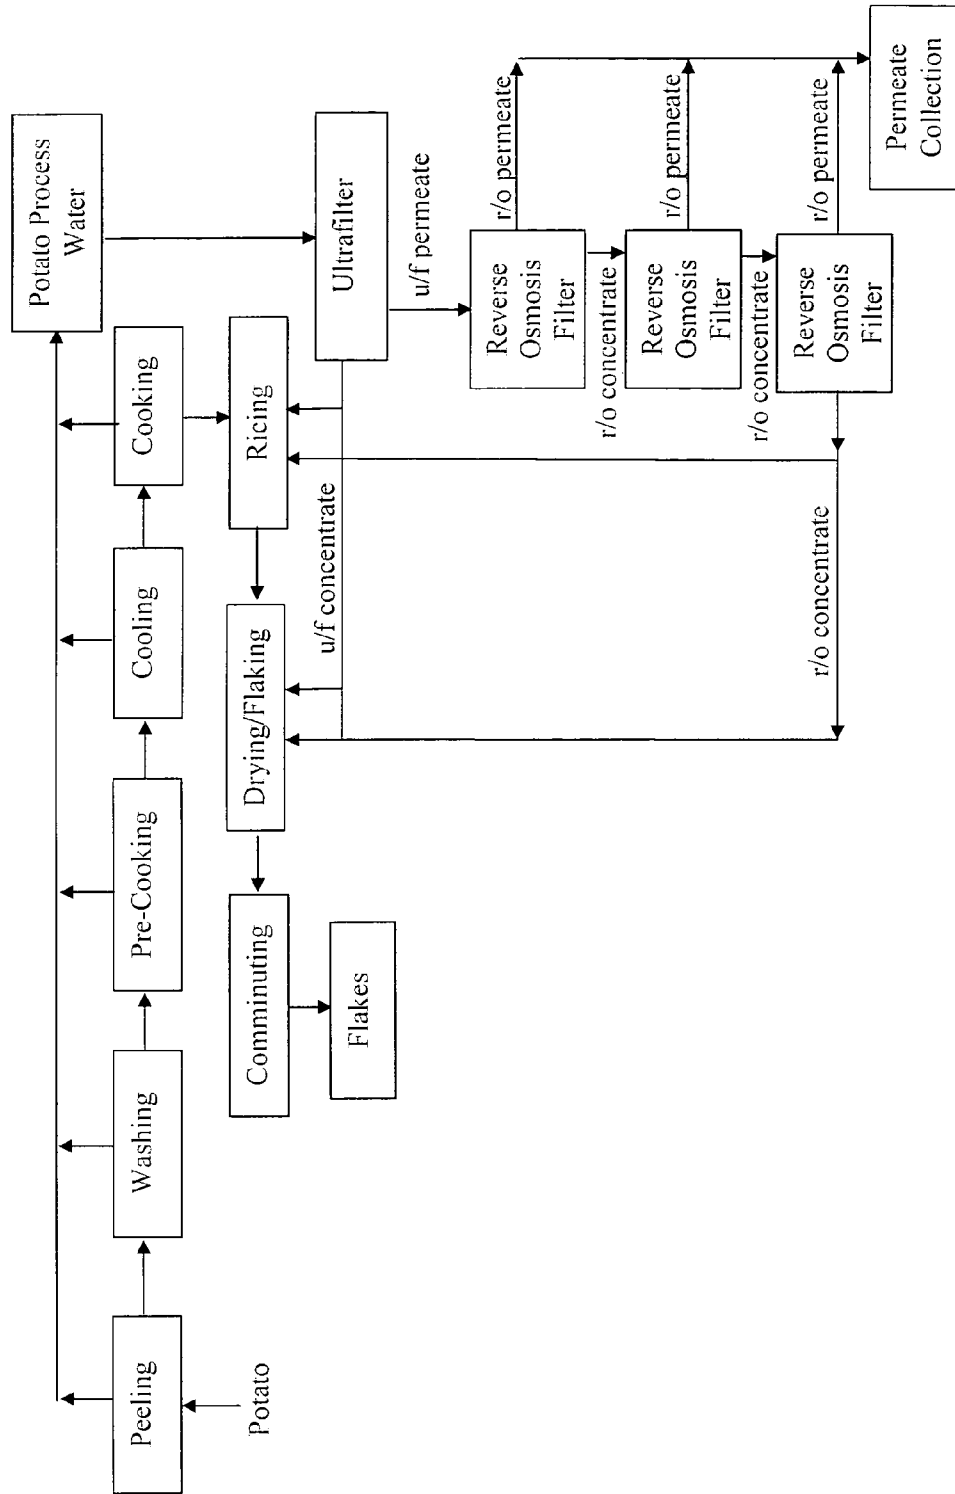 Potato
Peeling
Washing
Pre-Cooking
Cooling
Cooking
Potato Process
Water
Ricing
Drying/Flaking
Comminuting
Flakes
Ultrafilter
u/f concentrate
u/f permeate
Reverse
Osmosis
Filter
r/o permeate
r/o concentrate
Reverse
Osmosis
Filter
r/o permeate
r/o concentrate
Reverse
Osmosis
Filter
r/o permeate
r/o concentrate
Permeate
Collection